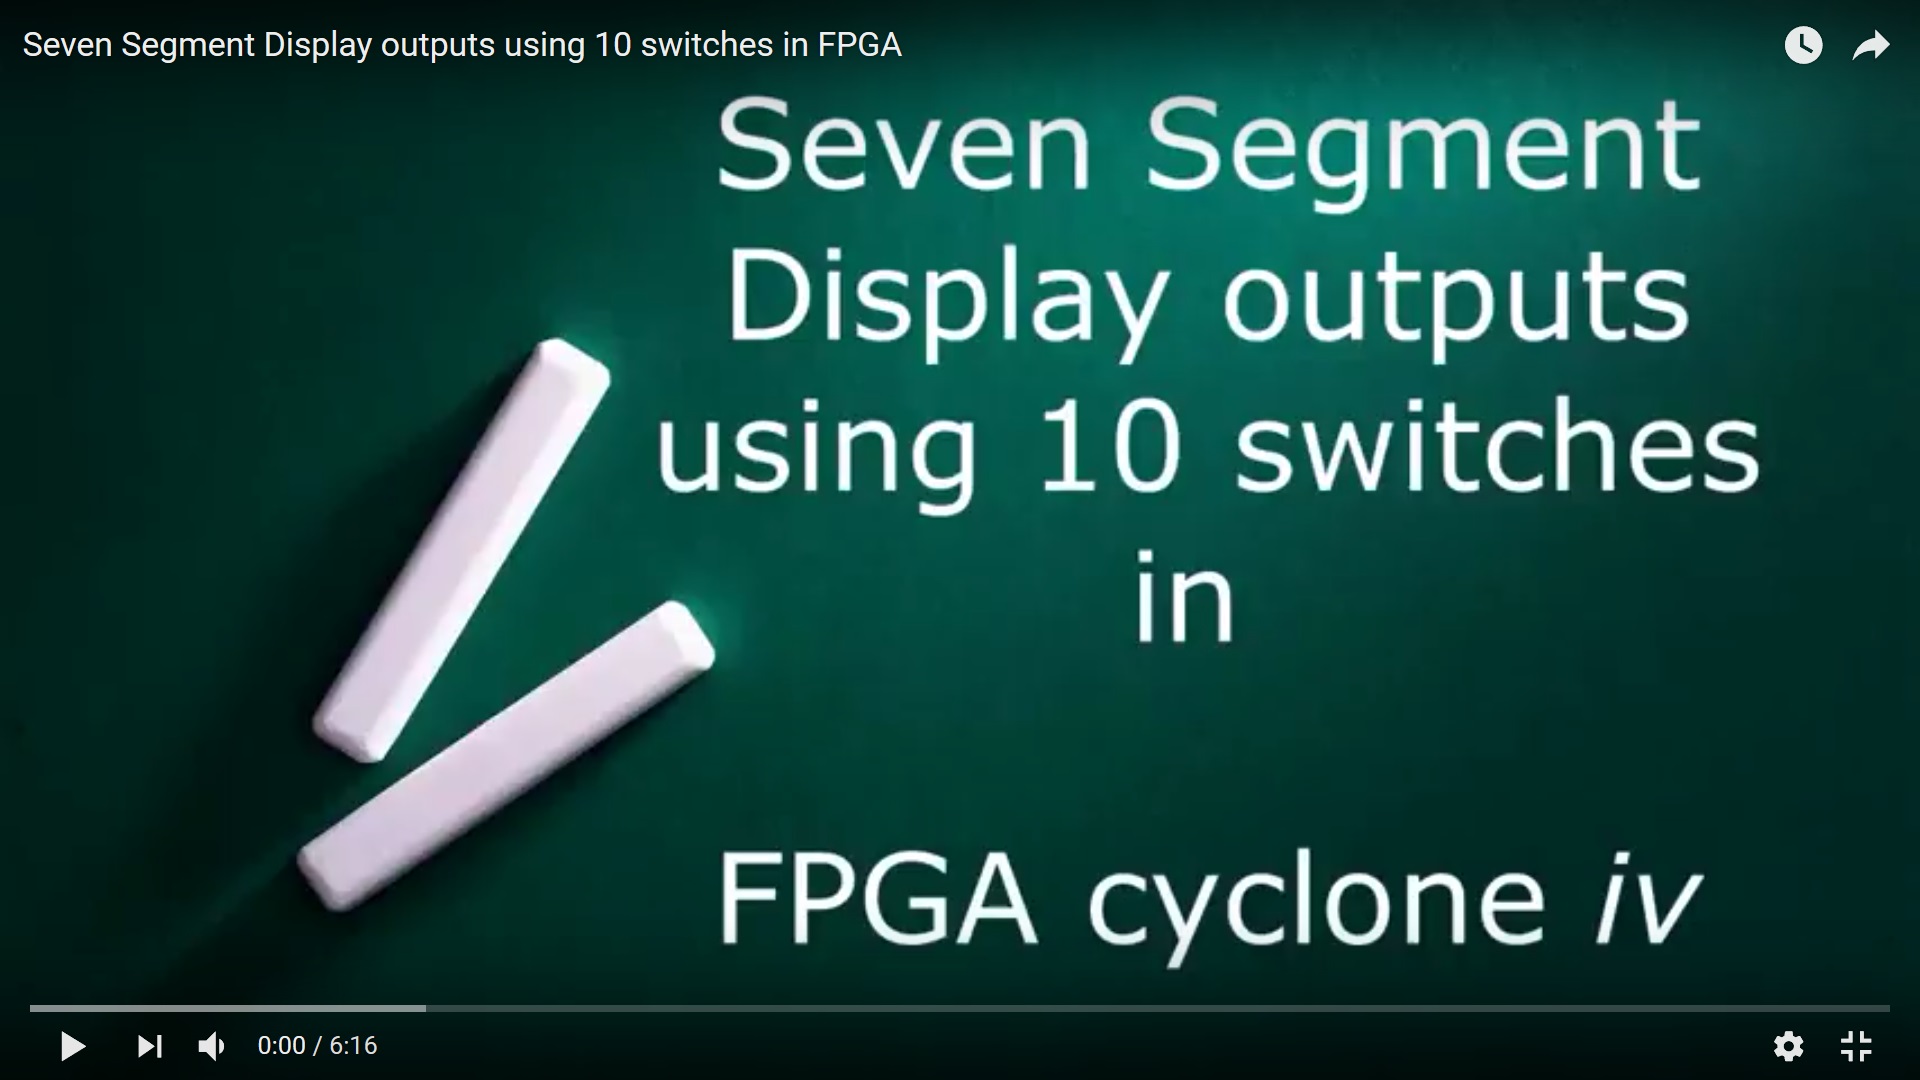 Seven Segment Display outputs using 10 switches in FPGA
Seven Segment
Display outputs
using 10 switches
in
FPGA cyclone iv
0:00 / 6:16